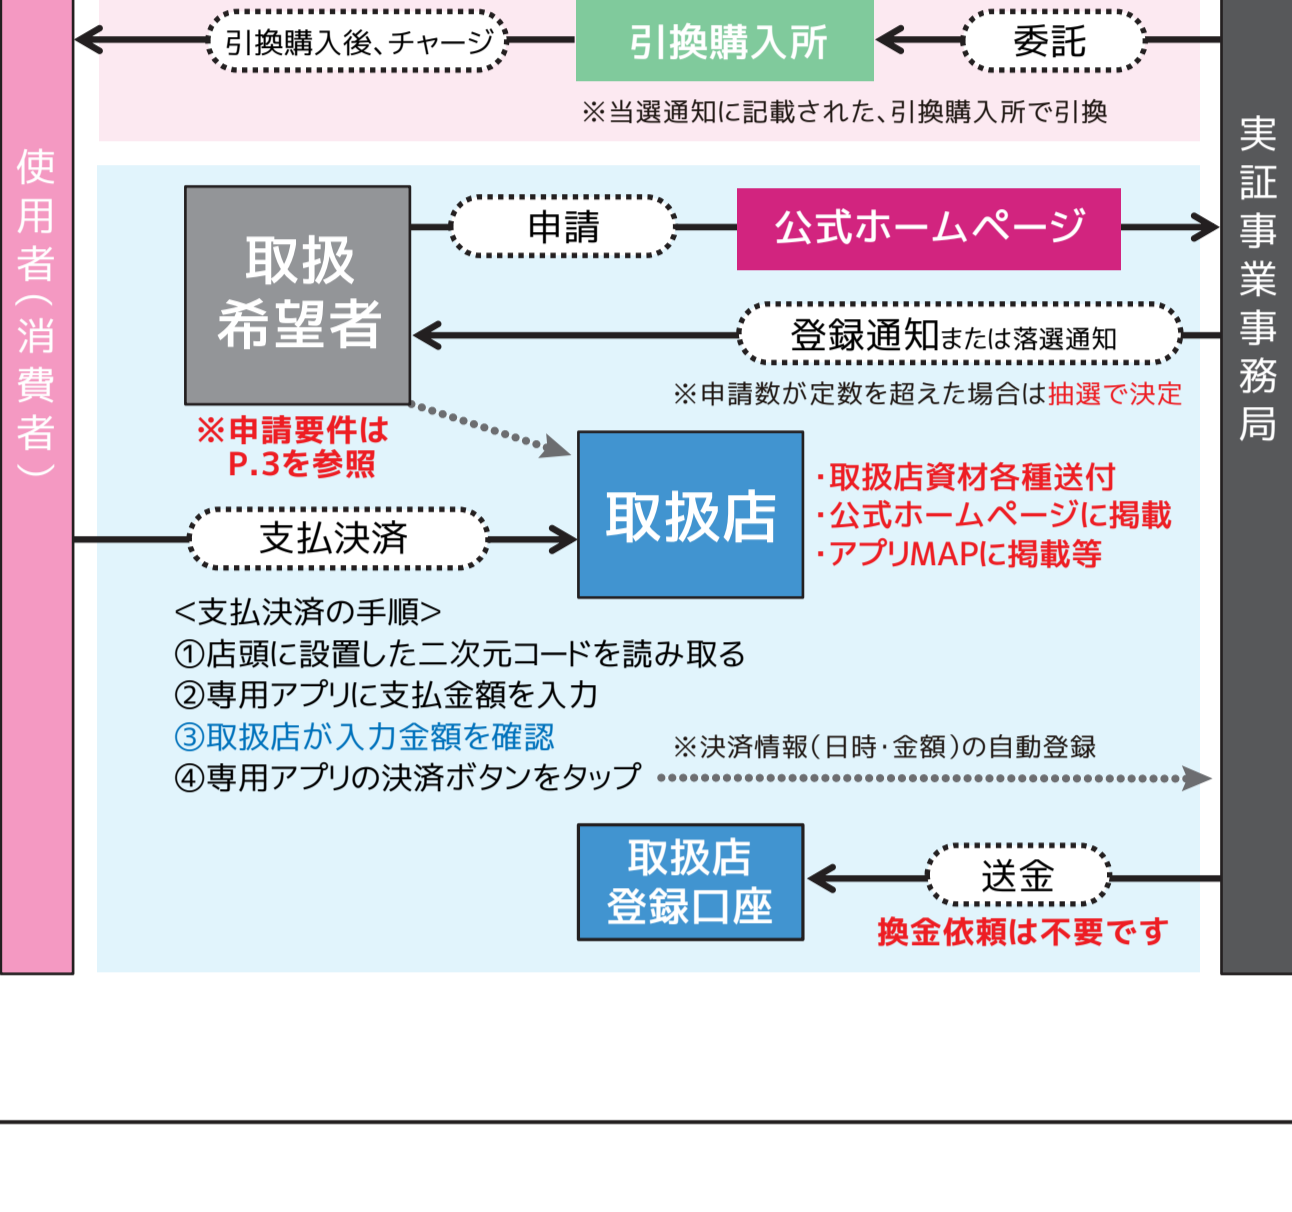 引換購入後、チャージ
引換購入所
委託
※当選通知に記載された、引換購入所で引換
使用者(消費者)
実証事業事務局
取扱
希望者
申請
公式ホームページ
登録通知または落選通知
※申請数が定数を超えた場合は抽選で決定
※申請要件は
P.3を参照
取扱店
・取扱店資材各種送付
・公式ホームページに掲載
・アプリMAPに掲載等
支払決済
<支払決済の手順>
①店頭に設置した二次元コードを読み取る
②専用アプリに支払金額を入力
③取扱店が入力金額を確認
④専用アプリの決済ボタンをタップ
※決済情報(日時・金額)の自動登録
取扱店
登録口座
送金
換金依頼は不要です